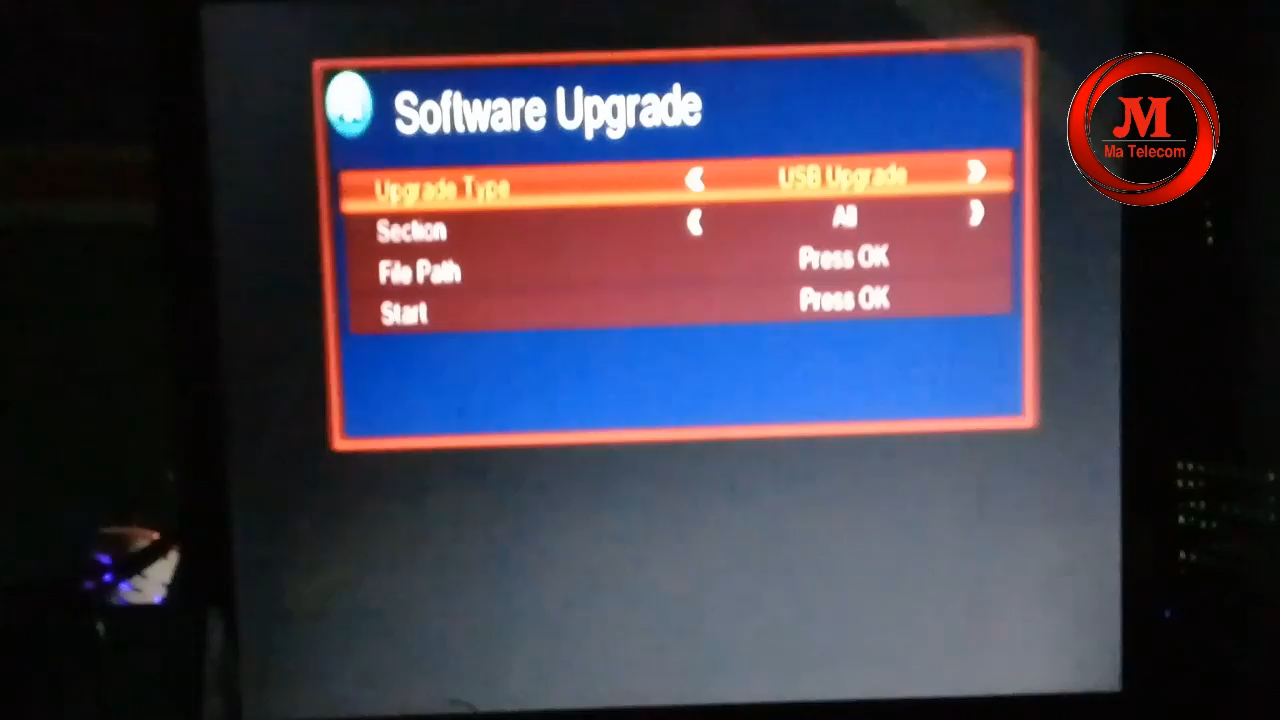 Software Upgrade
Upgrade Type USB Upgrade
Section All
File Path Press OK
Start Press OK
M
Ma Telecom